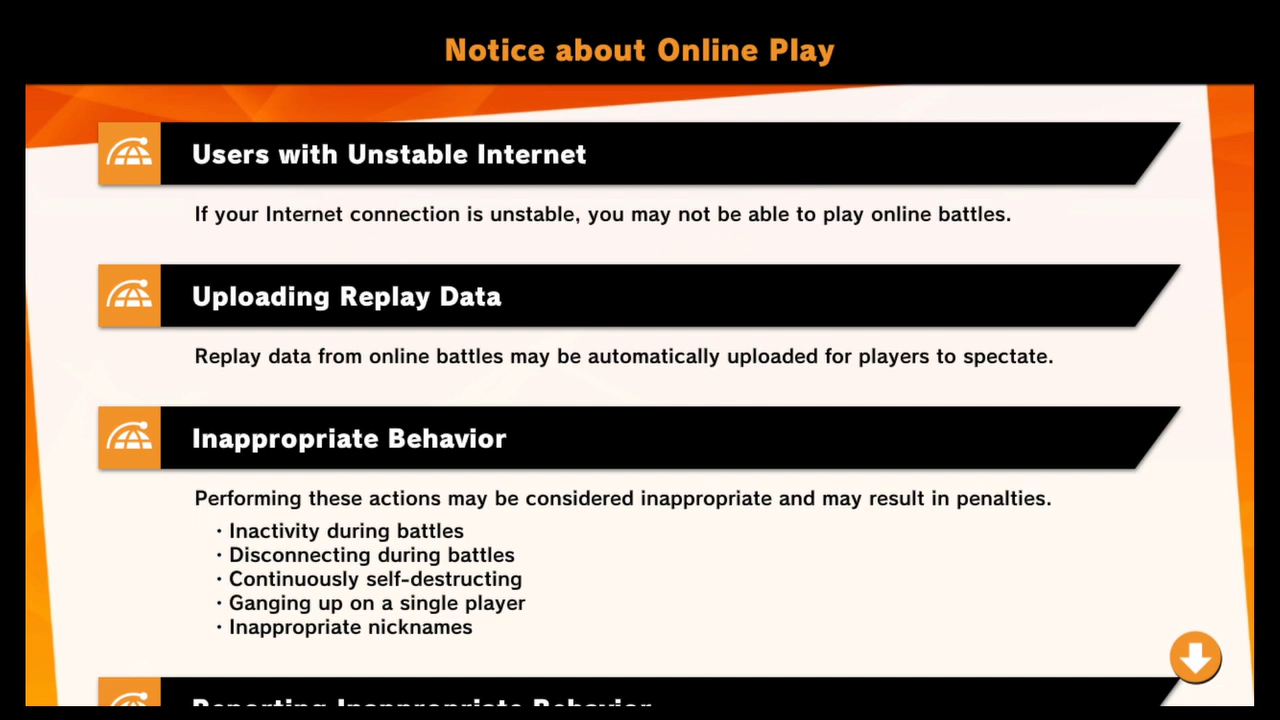 Notice about Online Play
Users with Unstable Internet
If your Internet connection is unstable, you may not be able to play online battles.
Uploading Replay Data
Replay data from online battles may be automatically uploaded for players to spectate.
Inappropriate Behavior
Performing these actions may be considered inappropriate and may result in penalties.
・Inactivity during battles
・Disconnecting during battles
・Continuously self-destructing
・Ganging up on a single player
・Inappropriate nicknames
Reporting Inappropriate Behavior